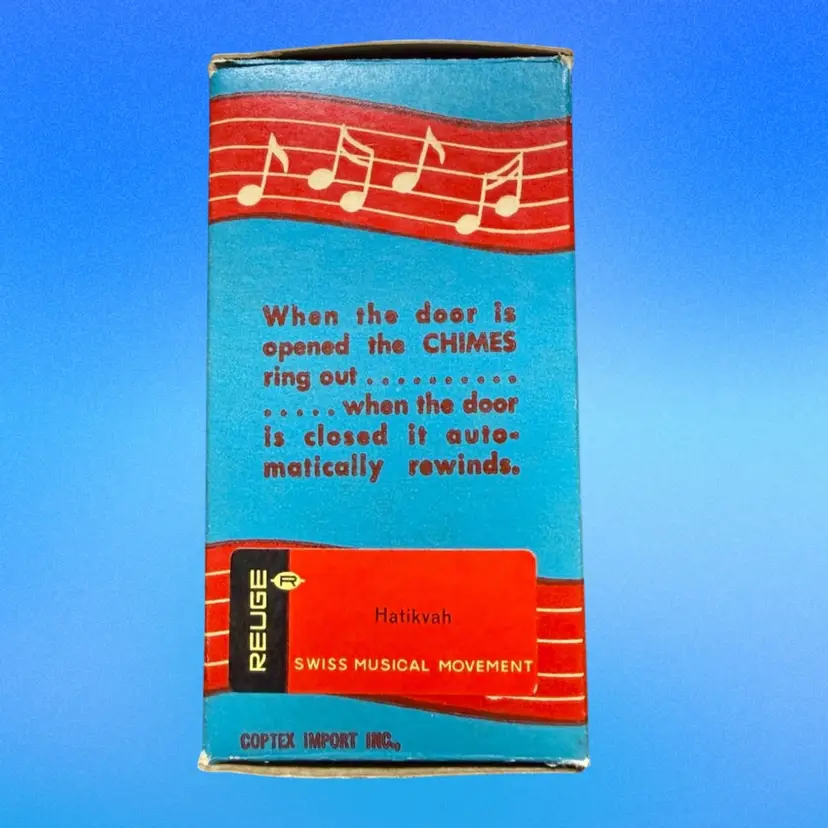 When the door is
opened the CHIMES
ring out ..........
.....when the door
is closed it auto-
matically rewinds.
REUGE
R
Hatikvah
SWISS MUSICAL MOVEMENT
COPTEX IMPORT INC.,